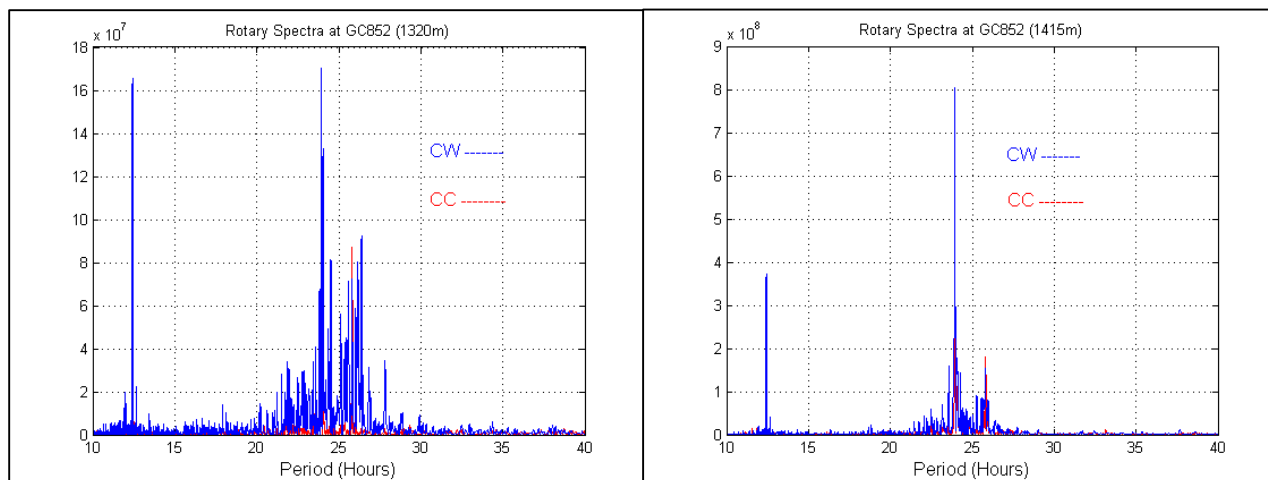 Rotary Spectra at GC852 (1320m)
x 10^7
18
16
14
12
10
8
6
4
2
0
CW -------
CC --------
10 15 20 25 30 35 40
Period (Hours)
Rotary Spectra at GC852 (1415m)
x 10^8
9
8
7
6
5
4
3
2
1
0
CW ------
CC --------
10 15 20 25 30 35 40
Period (Hours)